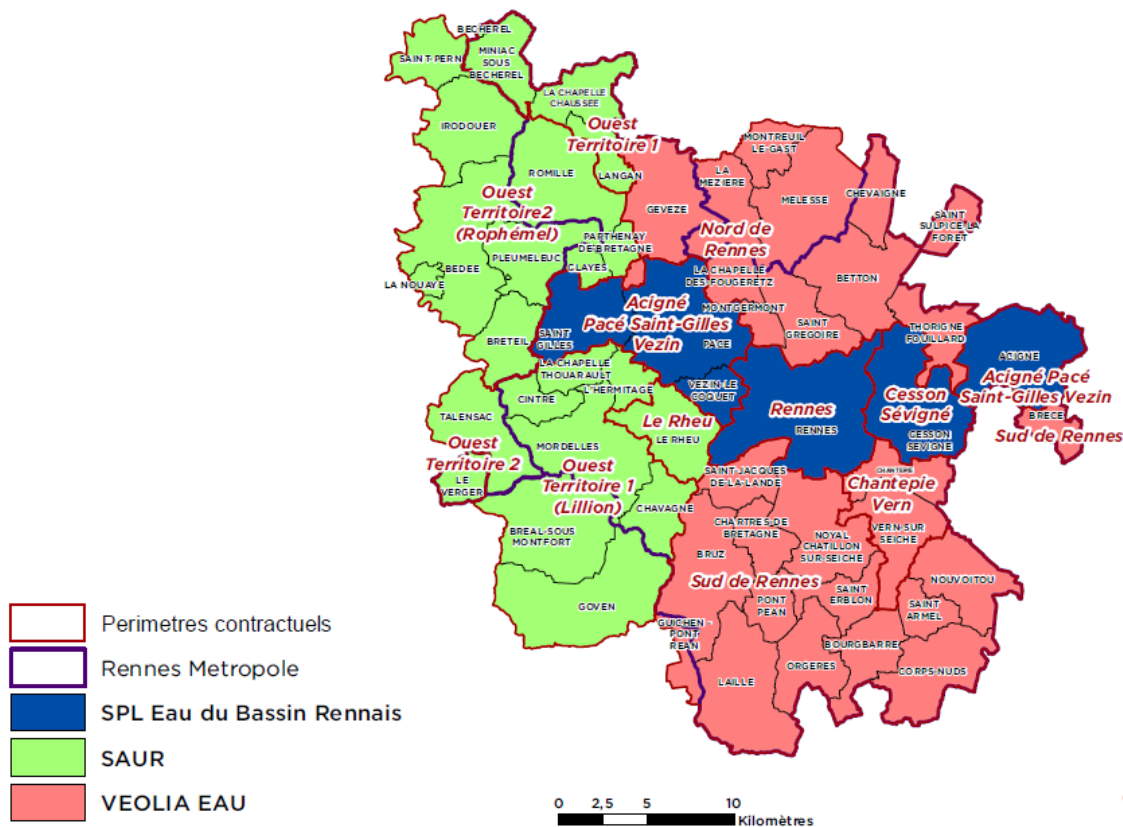 BECHEREL
SAINT-PERN
MINIAC
SOUS
BECHEREL
LA CHAPELLE
CHAUSSEE
IRODOUER
Ouest
Territoire 1
ROMILLE
LANGAN
MONTREUIL
LE-GAST
LA
MEZIERE
MELESSE
CHEVAIGNE
GEVEZE
SAINT
SULPICE LA
FORET
Ouest
Territoire2
(Rophémel)
PARTHENAY
DE BRETAGNE
Nord de
Rennes
PLEUMELEUC
BEDEE
CLAYES
LA NOUAYE
LA CHAPELLE
DES FOUGERETZ
BETTON
MONTGERMONT
SAINT
GREGOIRE
Acigné
Pacé Saint-Gilles
Vezin
SAINT
GILLES
PACE
BRETEIL
THORIGNE
FOUILLARD
ACIGNE
Acigné Pacé
Saint-Gilles Vezin
LA CHAPELLE
THOUARAULT
L'HERMITAGE
VEZIN-LE
COQUET
CINTRE
TALENSAC
Rennes
RENNES
Cesson
Sévigné
CESSON
SEVIGNE
BRECE
Sud de Rennes
Le Rheu
LE RHEU
MORDELLES
Ouest
Territoire 2
LE
VERGER
Ouest
Territoire 1
(Lillion)
SAINT-JACQUES
DE-LA-LANDE
CHANTEPIE
Chantepie
Vern
CHAVAGNE
CHARTRES-DE
BRETAGNE
NOYAL
CHATILLON
SUR-SEICHE
VERN-SUR
SEICHE
BREAL-SOUS
MONTFORT
BRUZ
Sud de Rennes
NOUVOITOU
GOVEN
PONT
PEAN
SAINT
ERBLON
SAINT
ARMEL
GUICHEN -
PONT
REAN
BOURGBARRE
ORGERES
CORPS-NUDS
LAILLE
Perimetres contractuels
Rennes Metropole
SPL Eau du Bassin Rennais
SAUR
VEOLIA EAU
0 2,5 5 10
Kilomètres